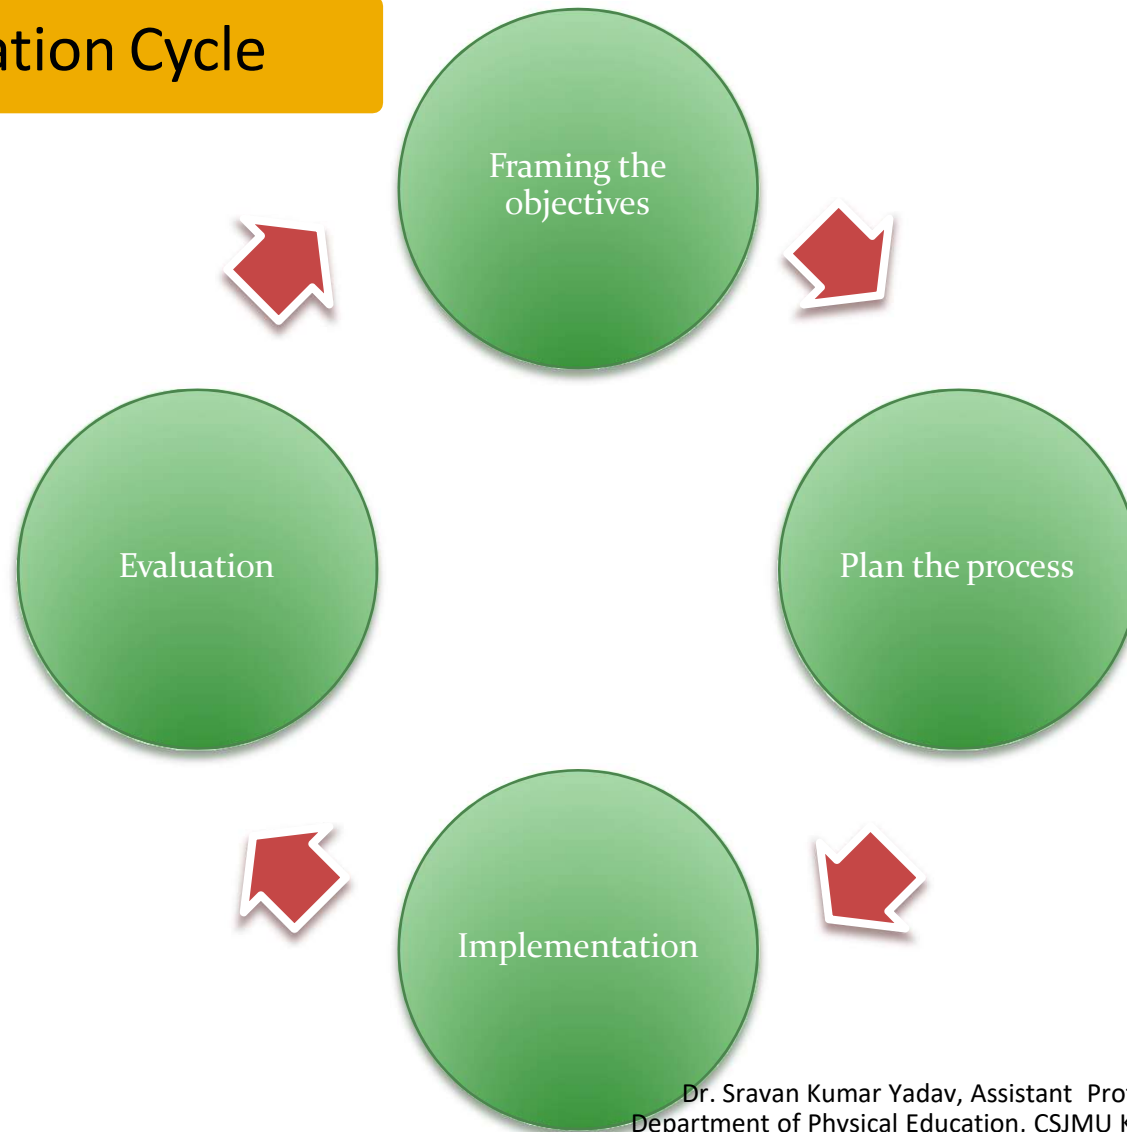 ation Cycle
Framing the
objectives
Evaluation
Plan the process
Implementation
Dr. Sravan Kumar Yadav, Assistant Prof
Department of Physical Education, CSJMU K